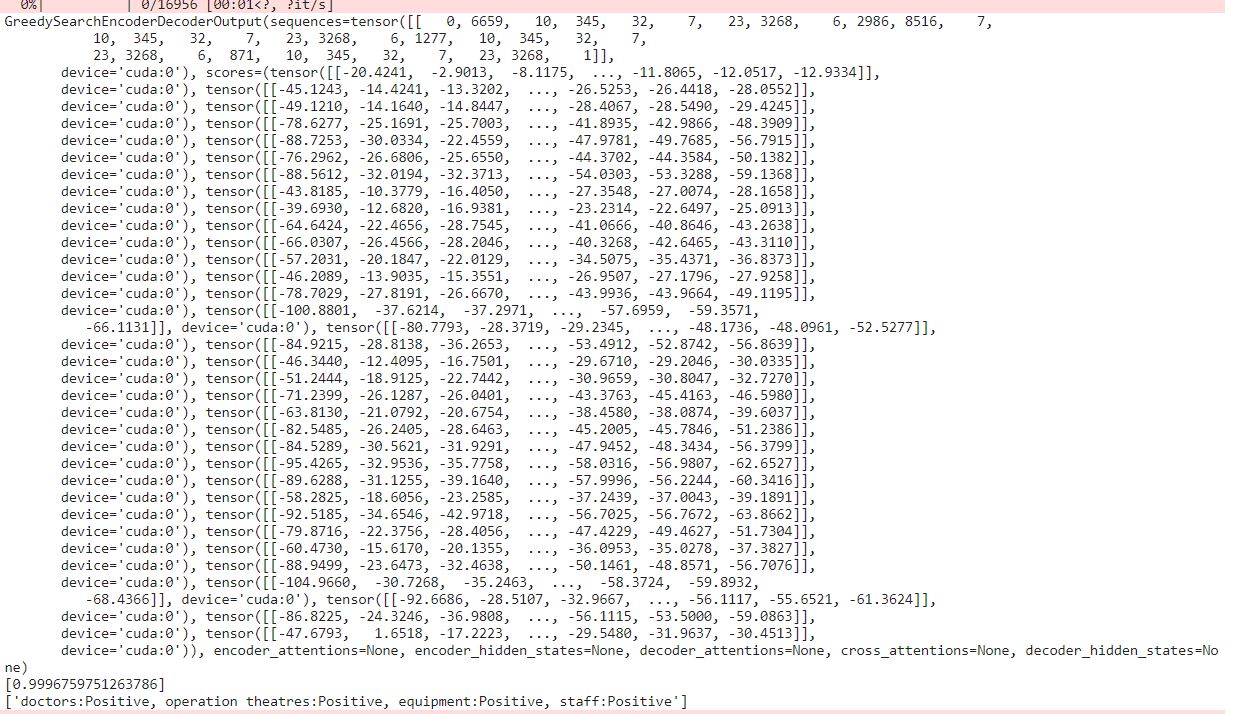 0%| | 0/16956 [00:01<?, ?it/s]
GreedySearchEncoderDecoderOutput(sequences=tensor([[ 0, 6659, 10, 345, 32, 7, 23, 3268, 6, 2986, 8516, 7,
10, 345, 32, 7, 23, 3268, 6, 1277, 10, 345, 32, 7,
23, 3268, 6, 871, 10, 345, 32, 7, 23, 3268, 1]],
device='cuda:0'), scores=(tensor([[-20.4241, -2.9013, -8.1175, ..., -11.8065, -12.0517, -12.9334]],
device='cuda:0'), tensor([[-45.1243, -14.4241, -13.3202, ..., -26.5253, -26.4418, -28.0552]],
device='cuda:0'), tensor([[-49.1210, -14.1640, -14.8447, ..., -28.4067, -28.5490, -29.4245]],
device='cuda:0'), tensor([[-78.6277, -25.1691, -25.7003, ..., -41.8935, -42.9866, -48.3909]],
device='cuda:0'), tensor([[-88.7253, -30.0334, -22.4559, ..., -47.9781, -49.7685, -56.7915]],
device='cuda:0'), tensor([[-76.2962, -26.6806, -25.6550, ..., -44.3702, -44.3584, -50.1382]],
device='cuda:0'), tensor([[-88.5612, -32.0194, -32.3713, ..., -54.0303, -53.3288, -59.1368]],
device='cuda:0'), tensor([[-43.8185, -10.3779, -16.4050, ..., -27.3548, -27.0074, -28.1658]],
device='cuda:0'), tensor([[-39.6930, -12.6820, -16.9381, ..., -23.2314, -22.6497, -25.0913]],
device='cuda:0'), tensor([[-64.6424, -22.4656, -28.7545, ..., -41.0666, -40.8646, -43.2638]],
device='cuda:0'), tensor([[-66.0307, -26.4566, -28.2046, ..., -40.3268, -42.6465, -43.3110]],
device='cuda:0'), tensor([[-57.2031, -20.1847, -22.0129, ..., -34.5075, -35.4371, -36.8373]],
device='cuda:0'), tensor([[-46.2089, -13.9035, -15.3551, ..., -26.9507, -27.1796, -27.9258]],
device='cuda:0'), tensor([[-78.7029, -27.8191, -26.6670, ..., -43.9936, -43.9664, -49.1195]],
device='cuda:0'), tensor([[-100.8801, -37.6214, -37.2971, ..., -57.6959, -59.3571,
-66.1131]], device='cuda:0'), tensor([[-80.7793, -28.3719, -29.2345, ..., -48.1736, -48.0961, -52.5277]],
device='cuda:0'), tensor([[-84.9215, -28.8138, -36.2653, ..., -53.4912, -52.8742, -56.8639]],
device='cuda:0'), tensor([[-46.3440, -12.4095, -16.7501, ..., -29.6710, -29.2046, -30.0335]],
device='cuda:0'), tensor([[-51.2444, -18.9125, -22.7442, ..., -30.9659, -30.8047, -32.7270]],
device='cuda:0'), tensor([[-71.2399, -26.1287, -26.0401, ..., -43.3763, -45.4163, -46.5980]],
device='cuda:0'), tensor([[-63.8130, -21.0792, -20.6754, ..., -38.4580, -38.0874, -39.6037]],
device='cuda:0'), tensor([[-82.5485, -26.2405, -28.6463, ..., -45.2005, -45.7846, -51.2386]],
device='cuda:0'), tensor([[-84.5289, -30.5621, -31.9291, ..., -47.9452, -48.3434, -56.3799]],
device='cuda:0'), tensor([[-95.4265, -32.9536, -35.7758, ..., -58.0316, -56.9807, -62.6527]],
device='cuda:0'), tensor([[-89.6288, -31.1255, -39.1640, ..., -57.9996, -56.2244, -60.3416]],
device='cuda:0'), tensor([[-58.2825, -18.6056, -23.2585, ..., -37.2439, -37.0043, -39.1891]],
device='cuda:0'), tensor([[-92.5185, -34.6546, -42.9718, ..., -56.7025, -56.7672, -63.8662]],
device='cuda:0'), tensor([[-79.8716, -22.3756, -28.4056, ..., -47.4229, -49.4627, -51.7304]],
device='cuda:0'), tensor([[-60.4730, -15.6170, -20.1355, ..., -36.0953, -35.0278, -37.3827]],
device='cuda:0'), tensor([[-88.9499, -23.6473, -32.4638, ..., -50.1461, -48.8571, -56.7076]],
device='cuda:0'), tensor([[-104.9660, -30.7268, -35.2463, ..., -58.3724, -59.8932,
-68.4366]], device='cuda:0'), tensor([[-92.6686, -28.5107, -32.9667, ..., -56.1117, -55.6521, -61.3624]],
device='cuda:0'), tensor([[-86.8225, -24.3246, -36.9808, ..., -56.1115, -53.5000, -59.0863]],
device='cuda:0'), tensor([[-47.6793, 1.6518, -17.2223, ..., -29.5480, -31.9637, -30.4513]],
device='cuda:0')), encoder_attentions=None, encoder_hidden_states=None, decoder_attentions=None, cross_attentions=None, decoder_hidden_states=No
ne)
[0.9996759751263786]
['doctors:Positive, operation theatres:Positive, equipment:Positive, staff:Positive']